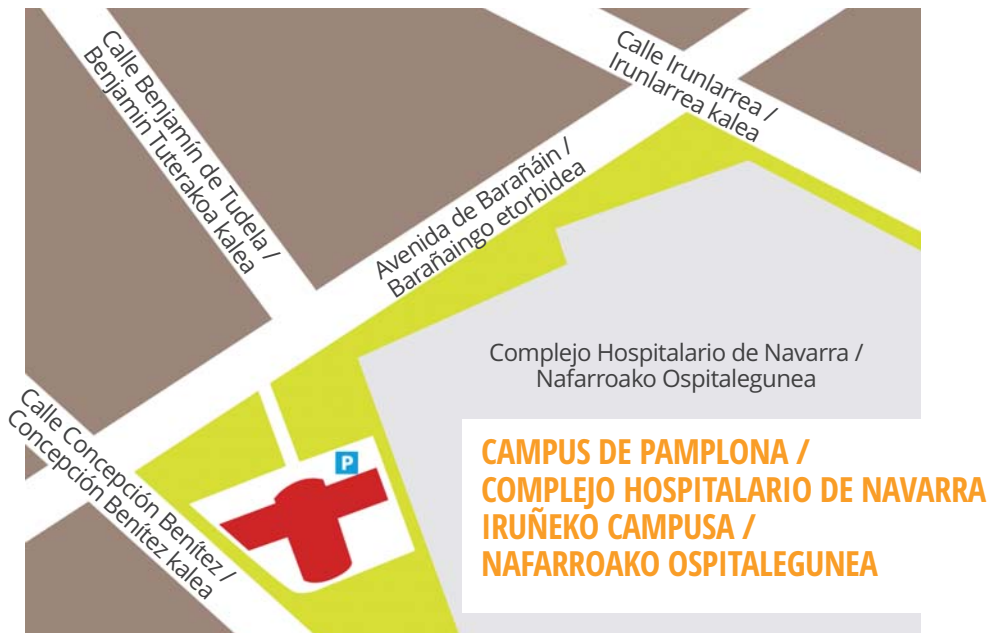 Calle Benjamín de Tudela /
Benjamín Tuterakoa kalea
Calle Irunlarrea /
Irunlarrea kalea
Avenida de Barañáin /
Barañaingo etorbidea
Complejo Hospitalario de Navarra /
Nafarroako Ospitalegunea
Calle Concepción Benítez /
Concepción Benítez kalea
P
CAMPUS DE PAMPLONA /
COMPLEJO HOSPITALARIO DE NAVARRA
IRUÑEKO CAMPUSA /
NAFARROAKO OSPITALEGUNEA